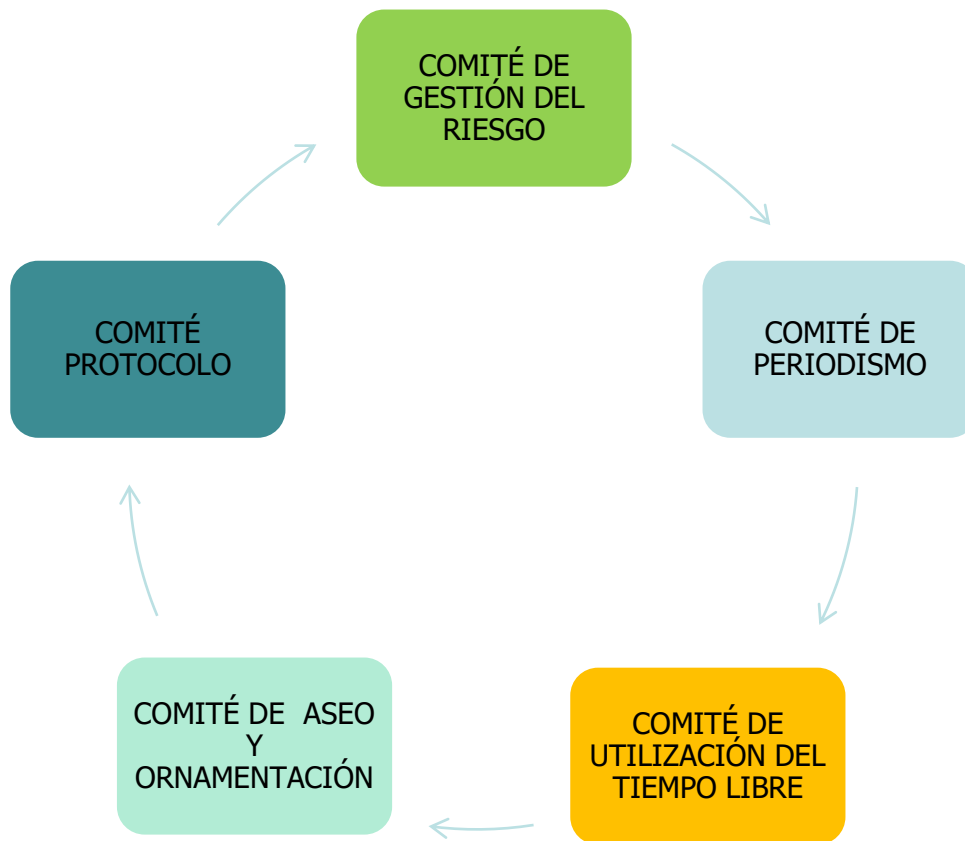 COMITÉ DE
GESTIÓN DEL
RIESGO
COMITÉ DE
PERIODISMO
COMITÉ DE
UTILIZACIÓN DEL
TIEMPO LIBRE
COMITÉ DE  ASEO
Y
ORNAMENTACIÓN
COMITÉ
PROTOCOLO